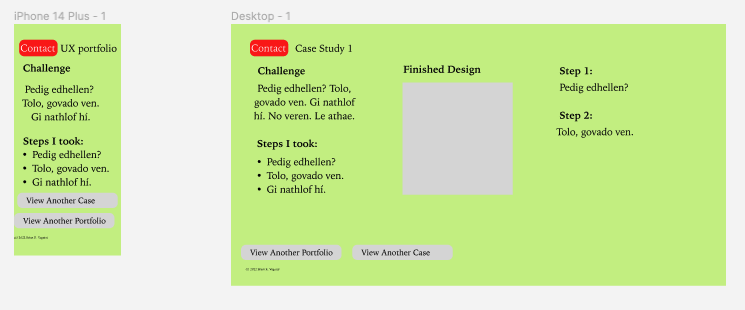 iPhone 14 Plus - 1
Contact UX portfolio
Challenge
Pedig edhellen?
Tolo, govado ven.
Gi nathlof hí.
Steps I took:
• Pedig edhellen?
• Tolo, govado ven.
• Gi nathlof hí.
View Another Case
View Another Portfolio
Desktop - 1
Contact Case Study 1
Challenge
Pedig edhellen? Tolo,
govado ven. Gi nathlof
hí. No veren. Le athae.
Steps I took:
• Pedig edhellen?
• Tolo, govado ven.
• Gi nathlof hí.
Finished Design
Step 1:
Pedig edhellen?
Step 2:
Tolo, govado ven.
View Another Portfolio View Another Case